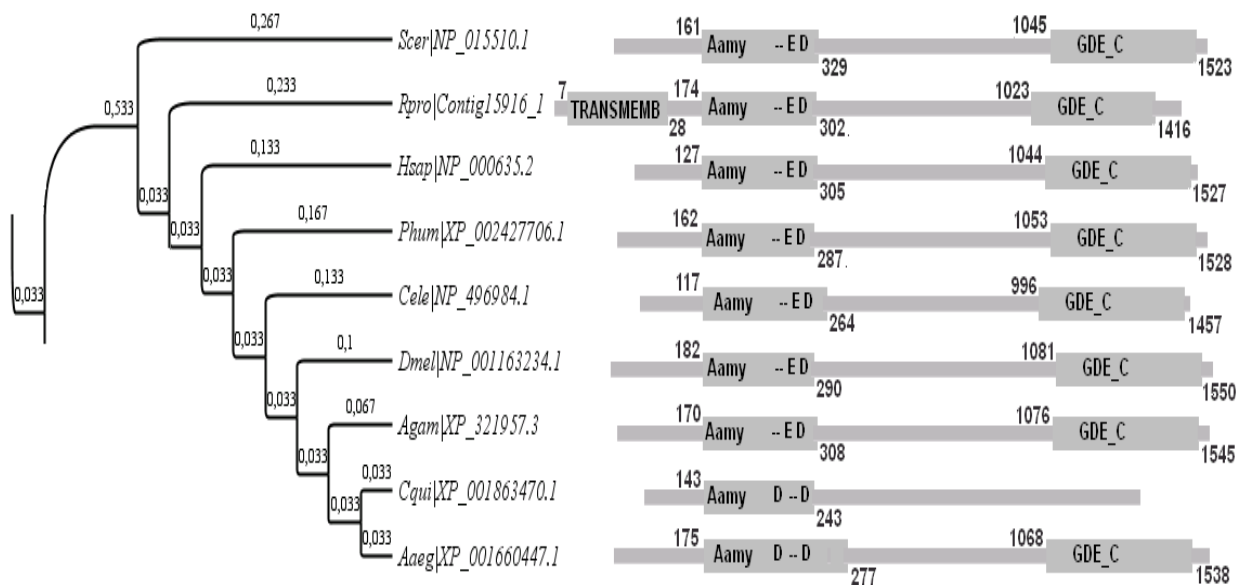 0,267 Scer|NP_015510.1 161 Aamy --E D 329 1045 GDE_C 1523
0,533
0,233 Rpro|Contig15916_1 7 TRANSMEMB 28 174 Aamy --E D 302. 1023 GDE_C 1416
0,033
0,133 Hsap|NP_000635.2 127 Aamy --E D 305 1044 GDE_C 1527
0,033
0,167 Phum|XP_002427706.1 162 Aamy --E D 287. 1053 GDE_C 1528
0,033
0,033
0,133 Cele|NP_496984.1 117 Aamy --E D 264 996 GDE_C 1457
0,033
0,1 Dmel|NP_001163234.1 182 Aamy --E D 290 1081 GDE_C 1550
0,033
0,067 Agam|XP_321957.3 170 Aamy --E D 308 1076 GDE_C 1545
0,033
0,033 Cqui|XP_001863470.1 143 Aamy D --D 243
0,033
0,033 Aaeg|XP_001660447.1 175 Aamy D --D 277 1068 GDE_C 1538